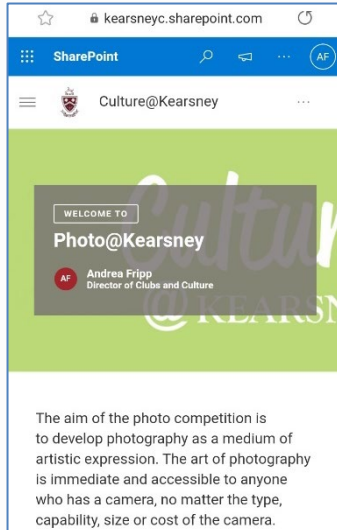 kearsneyc.sharepoint.com
SharePoint
AF
Culture@Kearsney
Cultur
@ KEARSN
WELCOME TO
Photo@Kearsney
AF
Andrea Fripp
Director of Clubs and Culture
The aim of the photo competition is
to develop photography as a medium of
artistic expression. The art of photography
is immediate and accessible to anyone
who has a camera, no matter the type,
capability, size or cost of the camera.